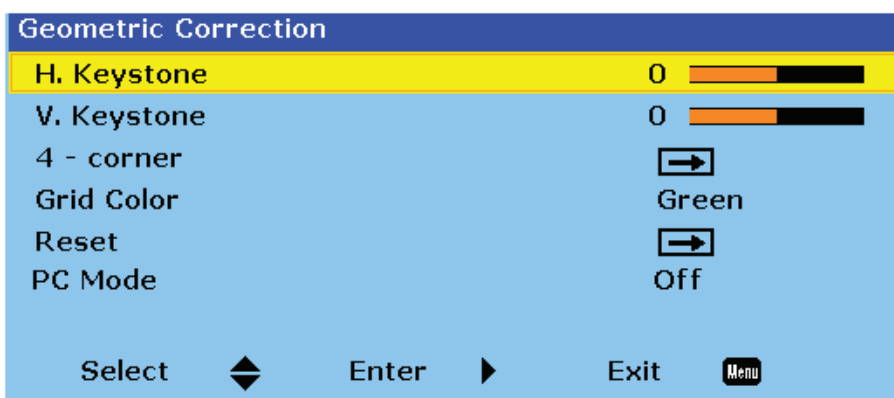 Geometric Correction
H. Keystone 0
V. Keystone 0
4 - corner
Grid Color Green
Reset
PC Mode Off
Select Enter Exit Menu